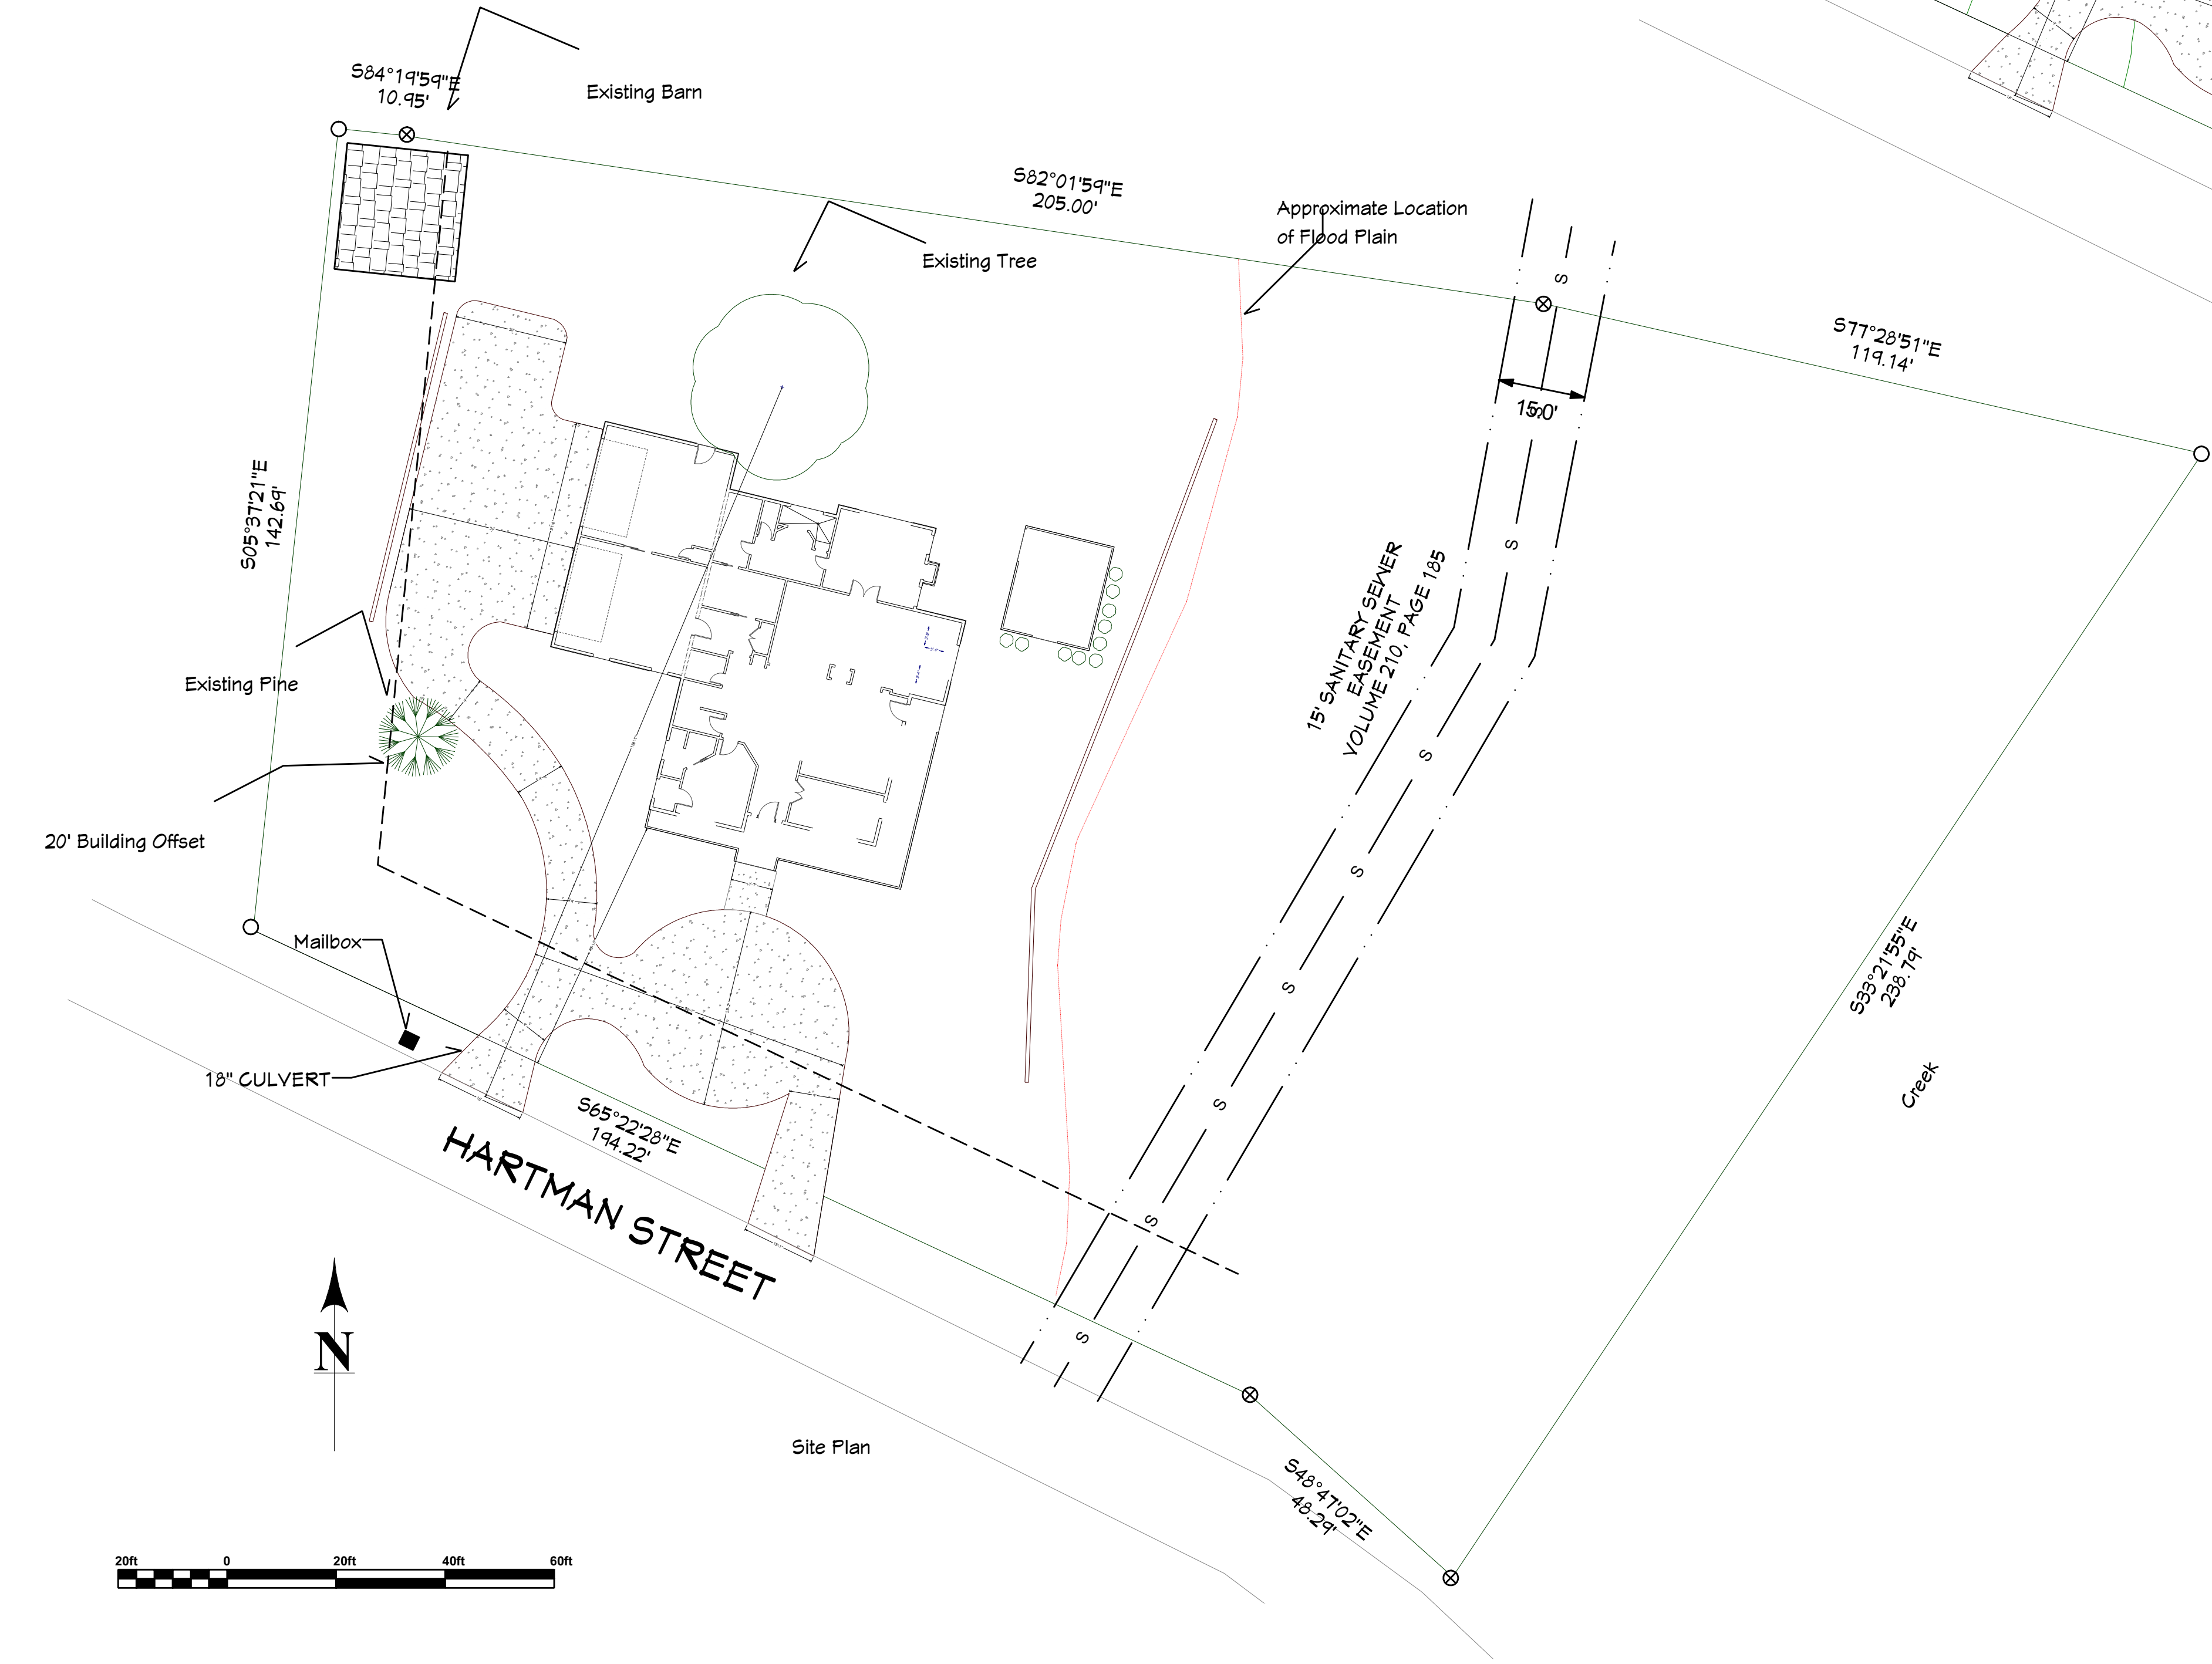 S84°19'59"E
10.95'
Existing Barn
S82°01'59"E
205.00'
Approximate Location
of Flood Plain
Existing Tree
S
S77°28'51"E
119.14'
15.0'
S
S05°37'21"E
142.69'
S
15' SANITARY SEWER
EASEMENT
VOLUME 210, PAGE 185
Existing Pine
S
20' Building Offset
S
Mailbox
S
S33°21'55"E
238.79'
18" CULVERT
S
Creek
S65°22'28"E
194.22'
HARTMAN STREET
S
S
N
Site Plan
S48°47'02"E
48.29'
20ft 0 20ft 40ft 60ft